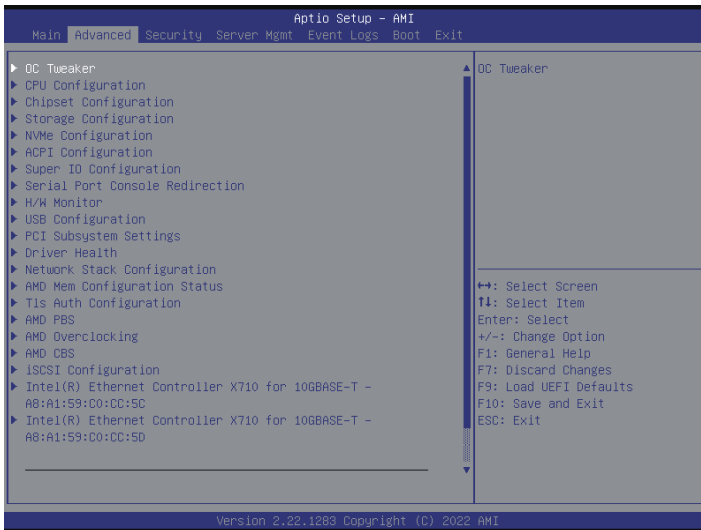 Aptio Setup – AMI
Main Advanced Security Server Mgmt Event Logs Boot Exit
OC Tweaker
CPU Configuration
Chipset Configuration
Storage Configuration
NVMe Configuration
ACPI Configuration
Super IO Configuration
Serial Port Console Redirection
H/W Monitor
USB Configuration
PCI Subsystem Settings
Driver Health
Network Stack Configuration
AMD Mem Configuration Status
Tls Auth Configuration
AMD PBS
AMD Overclocking
AMD CBS
iSCSI Configuration
Intel(R) Ethernet Controller X710 for 10GBASE-T –
A8:A1:59:C0:CC:5C
Intel(R) Ethernet Controller X710 for 10GBASE-T –
A8:A1:59:C0:CC:5D
OC Tweaker
↔: Select Screen
↑↓: Select Item
Enter: Select
+/-: Change Option
F1: General Help
F7: Discard Changes
F9: Load UEFI Defaults
F10: Save and Exit
ESC: Exit
Version 2.22.1283 Copyright (C) 2022 AMI